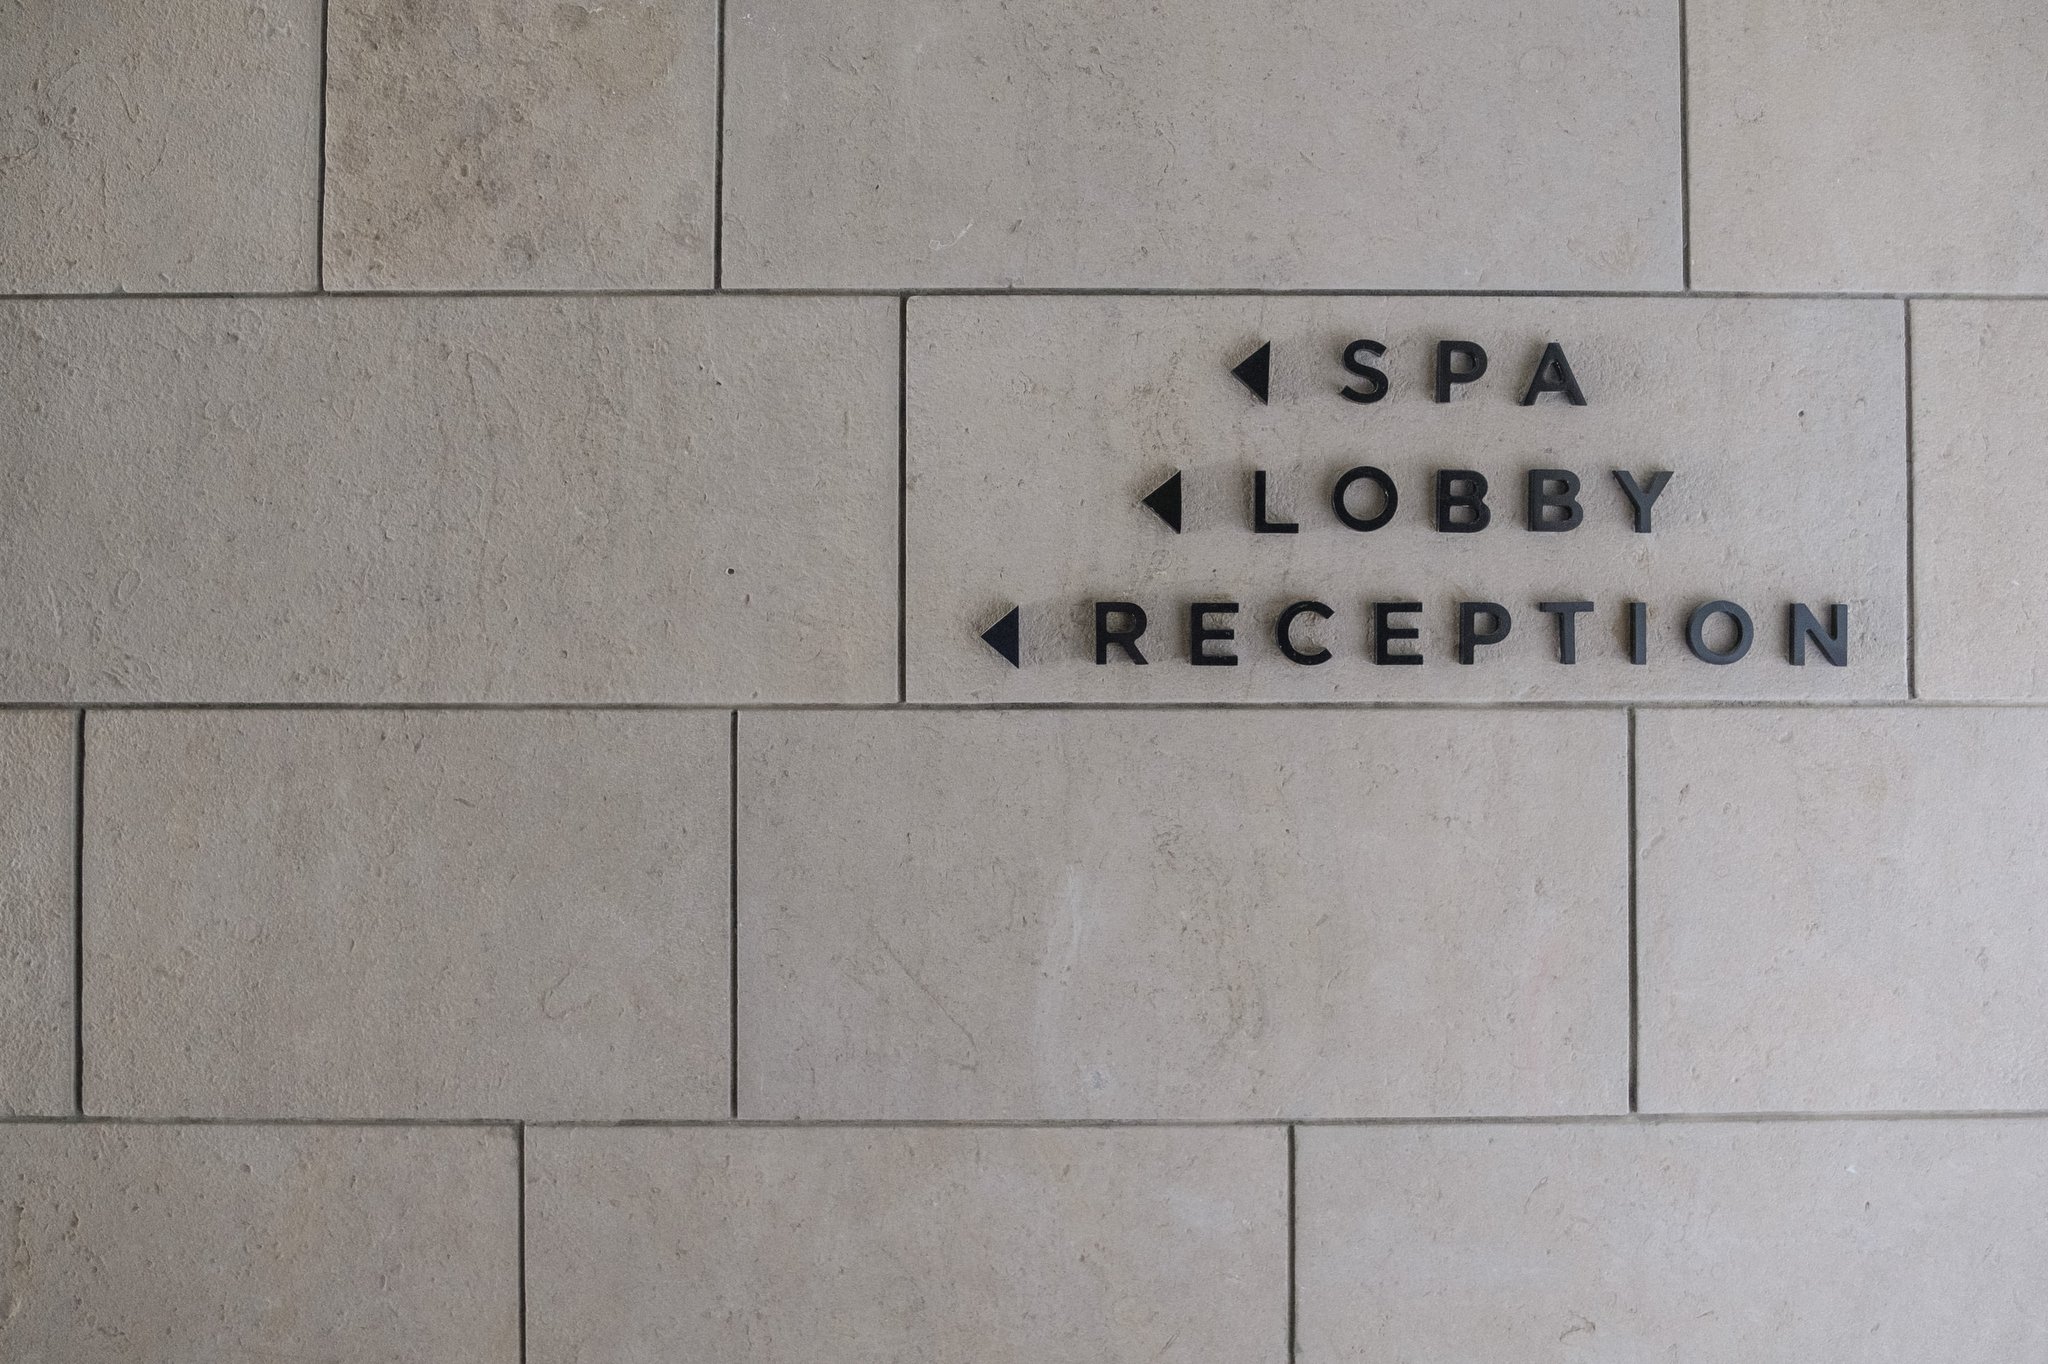 ◀ SPA
◀ LOBBY
◀ RECEPTION